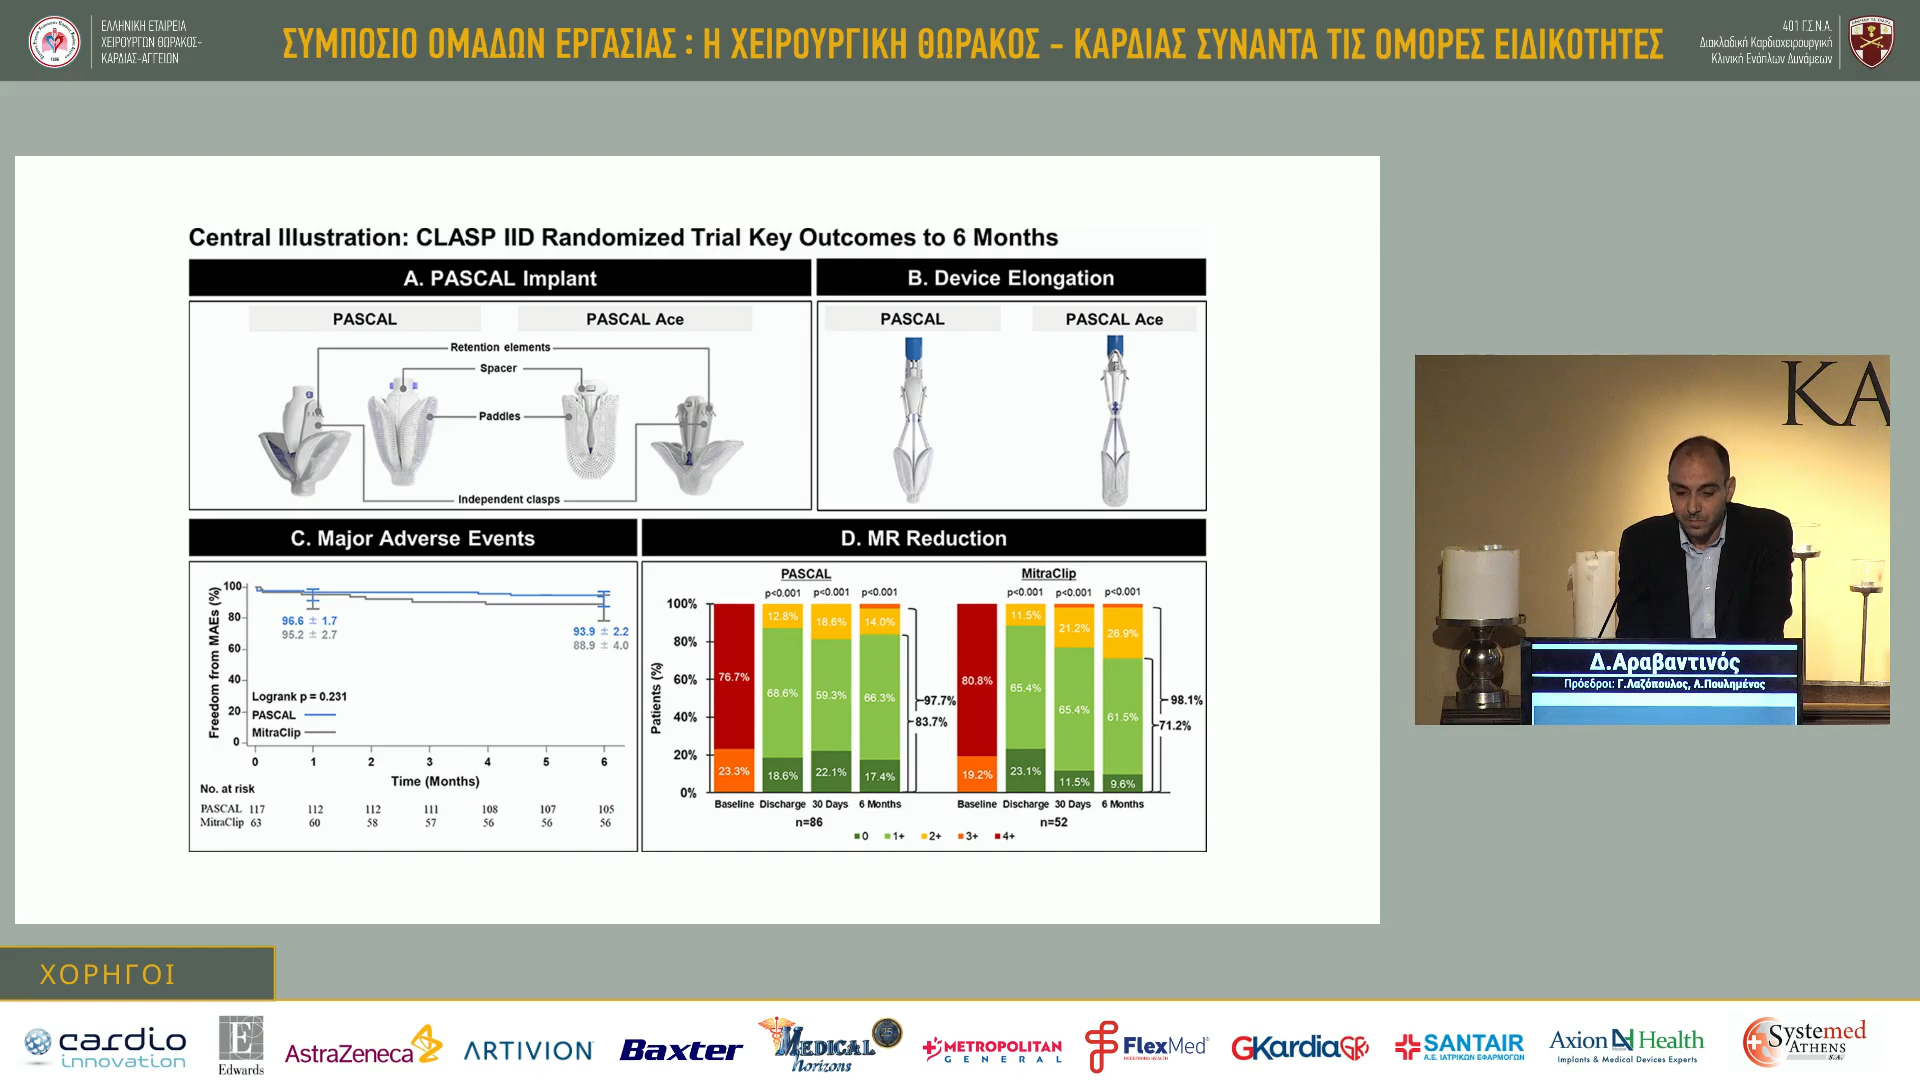 ΕΛΛΗΝΙΚΗ ΕΤΑΙΡΕΙΑ
ΧΕΙΡΟΥΡΓΩΝ ΘΩΡΑΚΟΣ-
ΚΑΡΔΙΑΣ-ΑΓΓΕΙΩΝ
ΣΥΜΠΟΣΙΟ ΟΜΑΔΩΝ ΕΡΓΑΣΙΑΣ : Η ΧΕΙΡΟΥΡΓΙΚΗ ΘΩΡΑΚΟΣ - ΚΑΡΔΙΑΣ ΣΥΝΑΝΤΑ ΤΙΣ ΟΜΟΡΕΣ ΕΙΔΙΚΟΤΗΤΕΣ
401 Γ.Σ.Ν.Α.
Διακλαδική Καρδιοχειρουργική
Κλινική Ενόπλων Δυνάμεων
Central Illustration: CLASP IID Randomized Trial Key Outcomes to 6 Months
A. PASCAL Implant
B. Device Elongation
PASCAL
PASCAL Ace
PASCAL
PASCAL Ace
Retention elements
Spacer
Paddles
Independent clasps
C. Major Adverse Events
D. MR Reduction
Freedom from MAEs (%)
100
80
60
40
20
0
96.6 ± 1.7
95.2 ± 2.7
93.9 ± 2.2
88.9 ± 4.0
Logrank p = 0.231
PASCAL
MitraClip
0 1 2 3 4 5 6
Time (Months)
No. at risk
PASCAL 117 112 112 111 108 107 105
MitraClip 63 60 58 57 56 56 56
PASCAL
MitraClip
p<0.001 p<0.001 p<0.001
p<0.001 p<0.001 p<0.001
Patients (%)
100%
80%
60%
40%
20%
0%
76.7%
23.3%
12.8%
68.6%
18.6%
18.6%
59.3%
22.1%
14.0%
66.3%
17.4%
97.7%
83.7%
80.8%
19.2%
11.5%
65.4%
23.1%
21.2%
65.4%
11.5%
26.9%
61.5%
9.6%
98.1%
71.2%
Baseline Discharge 30 Days 6 Months
Baseline Discharge 30 Days 6 Months
n=86
n=52
0 1+ 2+ 3+ 4+
ΚΑ
Δ.Αραβαντινός
Πρόεδροι: Γ.Λαζόπουλος, Λ.Πουλημένος
ΧΟΡΗΓΟΙ
cardio
innovation
E
Edwards
AstraZeneca
ARTIVION
Baxter
MEDICAL
Horizons
METROPOLITAN
GENERAL
FlexMed
GKardiaGR
SANTAIR
Α.Ε. ΙΑΤΡΙΚΩΝ ΕΦΑΡΜΟΓΩΝ
Axion Health
Implants & Medical Devices Experts
Systemed
ATHENS
S.A.